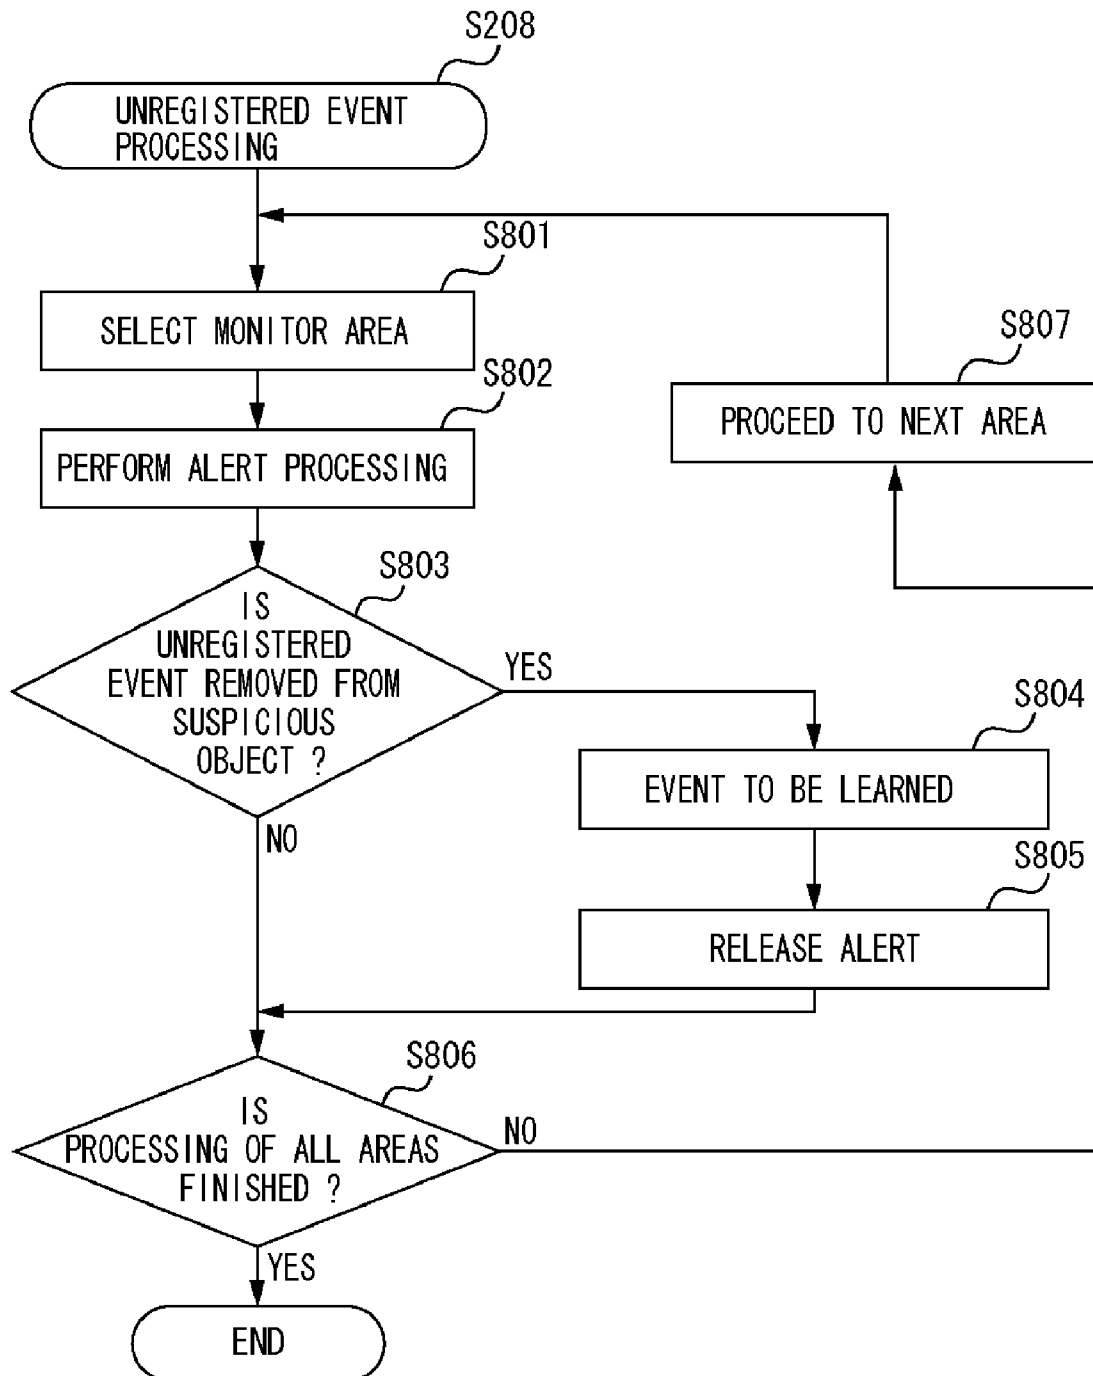 S208
UNREGISTERED EVENT
PROCESSING
S801
SELECT MONITOR AREA
S807
PROCEED TO NEXT AREA
S802
PERFORM ALERT PROCESSING
S803
IS
UNREGISTERED
EVENT REMOVED FROM
SUSPICIOUS
OBJECT ?
YES
NO
S804
EVENT TO BE LEARNED
S805
RELEASE ALERT
S806
IS
PROCESSING OF ALL AREAS
FINISHED ?
NO
YES
END